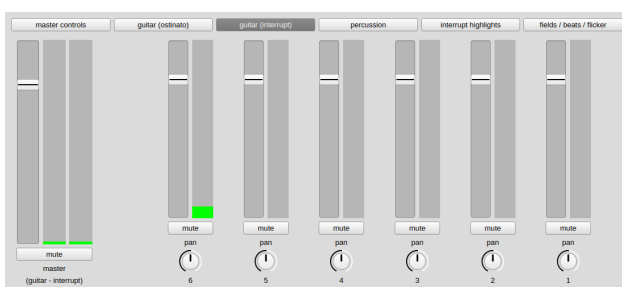 master controls
guitar (ostinato)
guitar (interrupt)
percussion
interrupt highlights
fields / beats / flicker
mute mute mute mute mute mute
pan pan pan pan pan pan
6 5 4 3 2 1
mute
master
(guitar - interrupt)